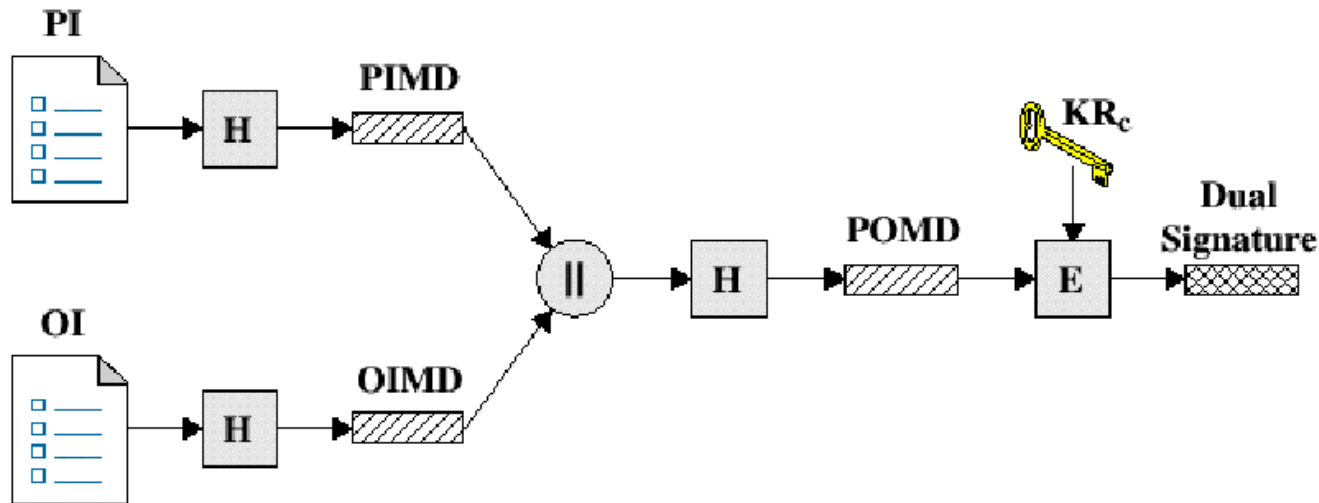 PI
H
PIMD
KRc
||
H
POMD
E
Dual
Signature
OI
H
OIMD